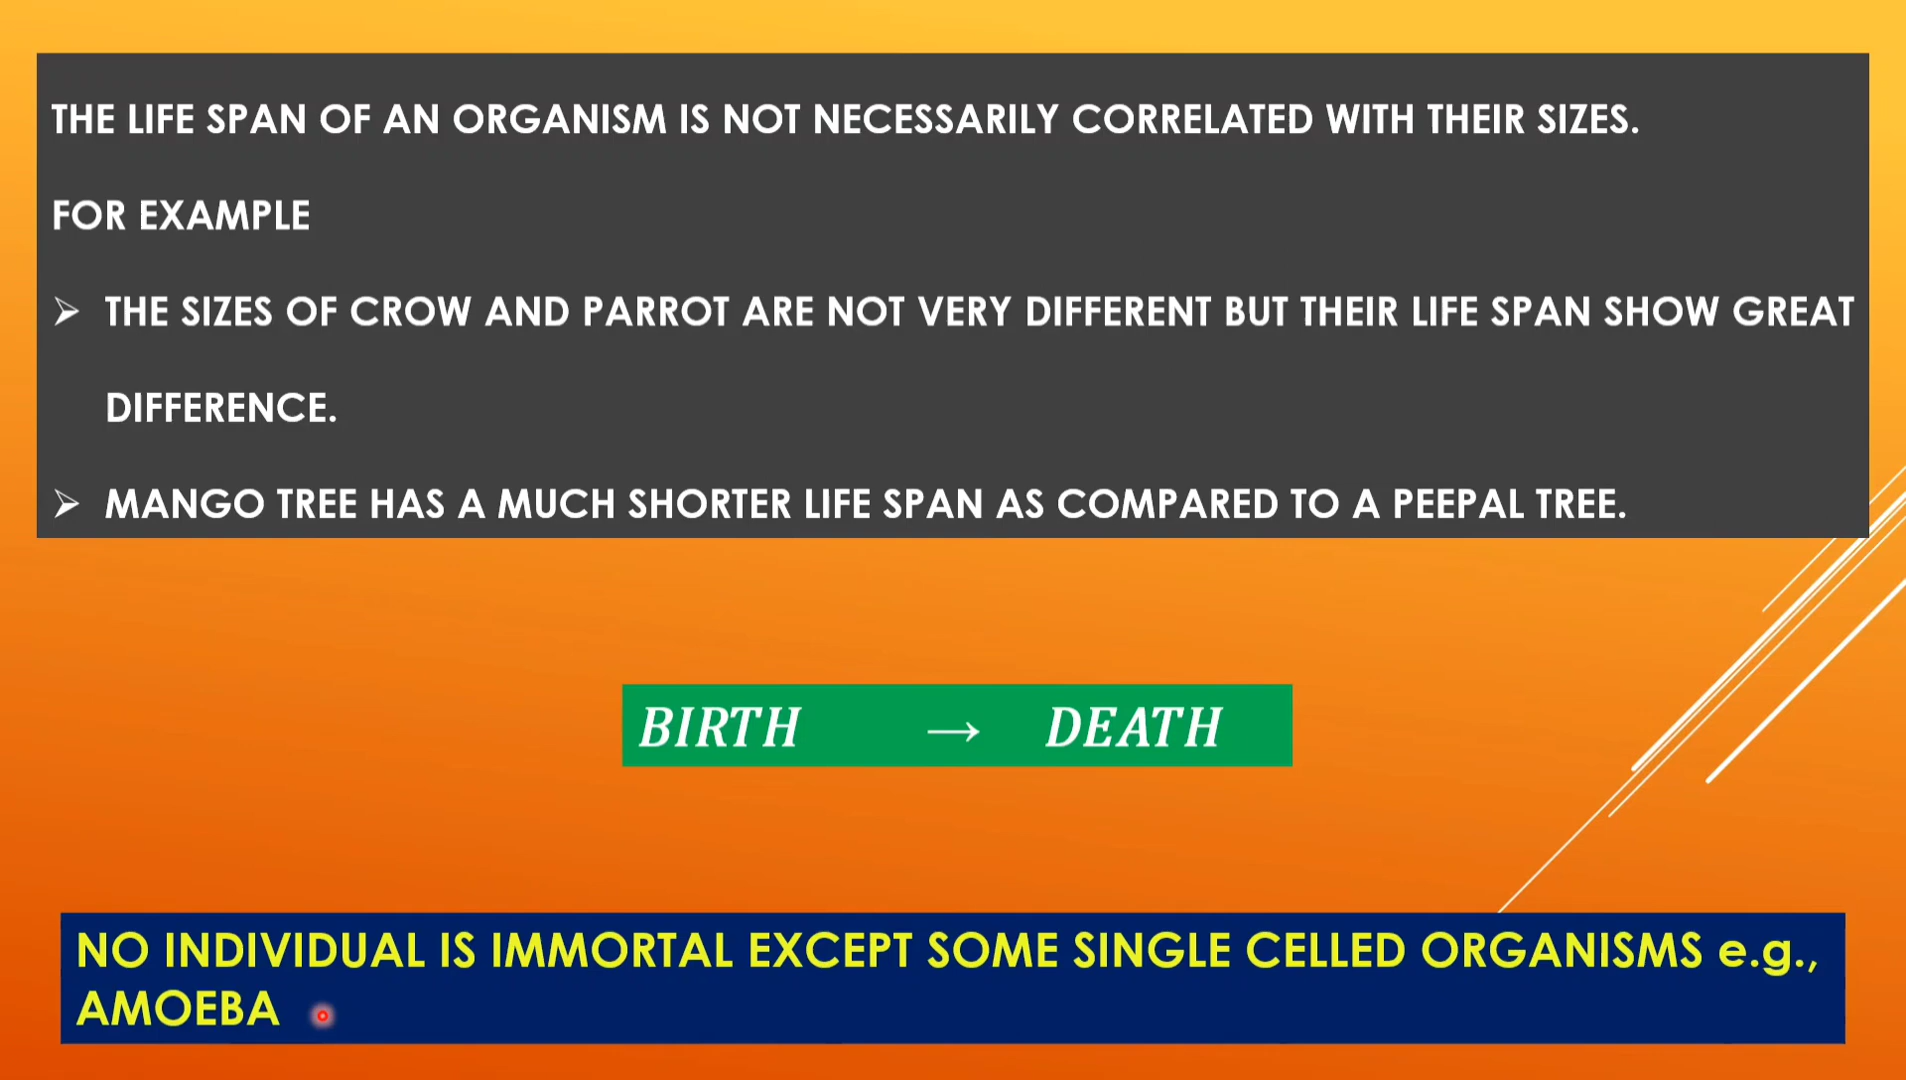 THE LIFE SPAN OF AN ORGANISM IS NOT NECESSARILY CORRELATED WITH THEIR SIZES.
FOR EXAMPLE
➢ THE SIZES OF CROW AND PARROT ARE NOT VERY DIFFERENT BUT THEIR LIFE SPAN SHOW GREAT
DIFFERENCE.
➢ MANGO TREE HAS A MUCH SHORTER LIFE SPAN AS COMPARED TO A PEEPAL TREE.
BIRTH → DEATH
NO INDIVIDUAL IS IMMORTAL EXCEPT SOME SINGLE CELLED ORGANISMS e.g.,
AMOEBA